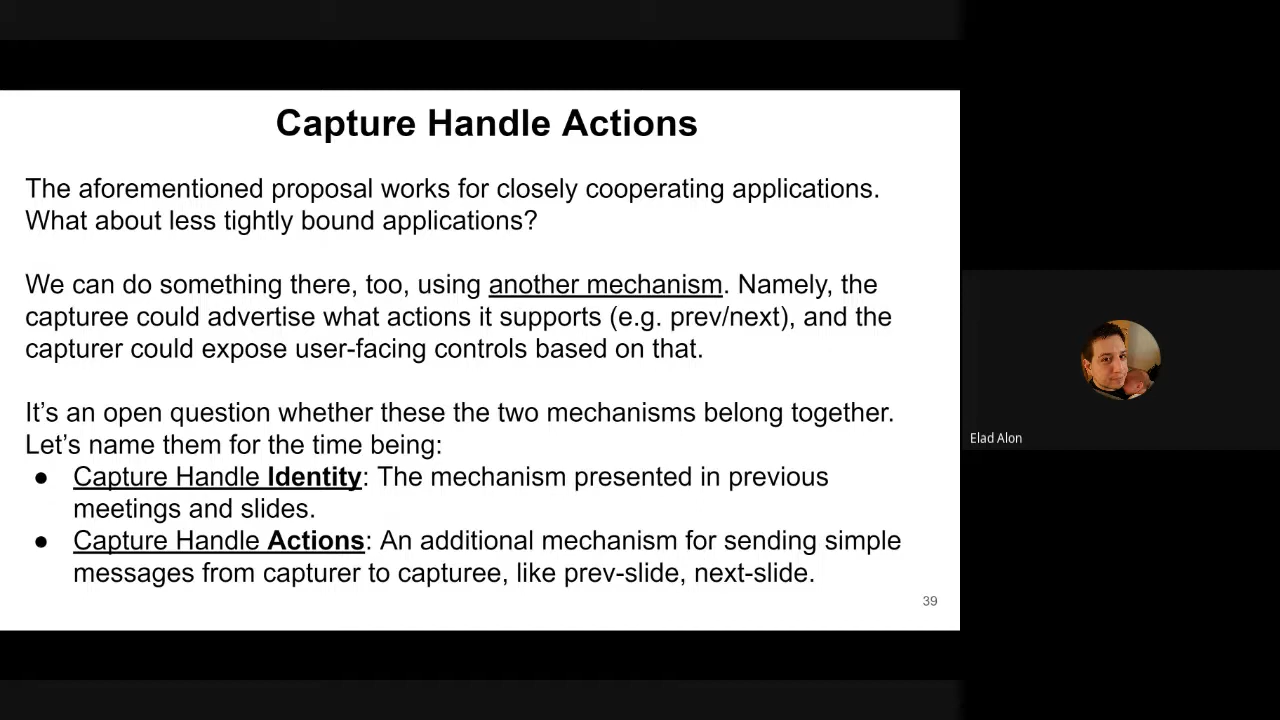 Capture Handle Actions
The aforementioned proposal works for closely cooperating applications.
What about less tightly bound applications?
We can do something there, too, using another mechanism. Namely, the
capturee could advertise what actions it supports (e.g. prev/next), and the
capturer could expose user-facing controls based on that.
It’s an open question whether these the two mechanisms belong together.
Let’s name them for the time being:
● Capture Handle Identity: The mechanism presented in previous
meetings and slides.
● Capture Handle Actions: An additional mechanism for sending simple
messages from capturer to capturee, like prev-slide, next-slide.
39
Elad Alon